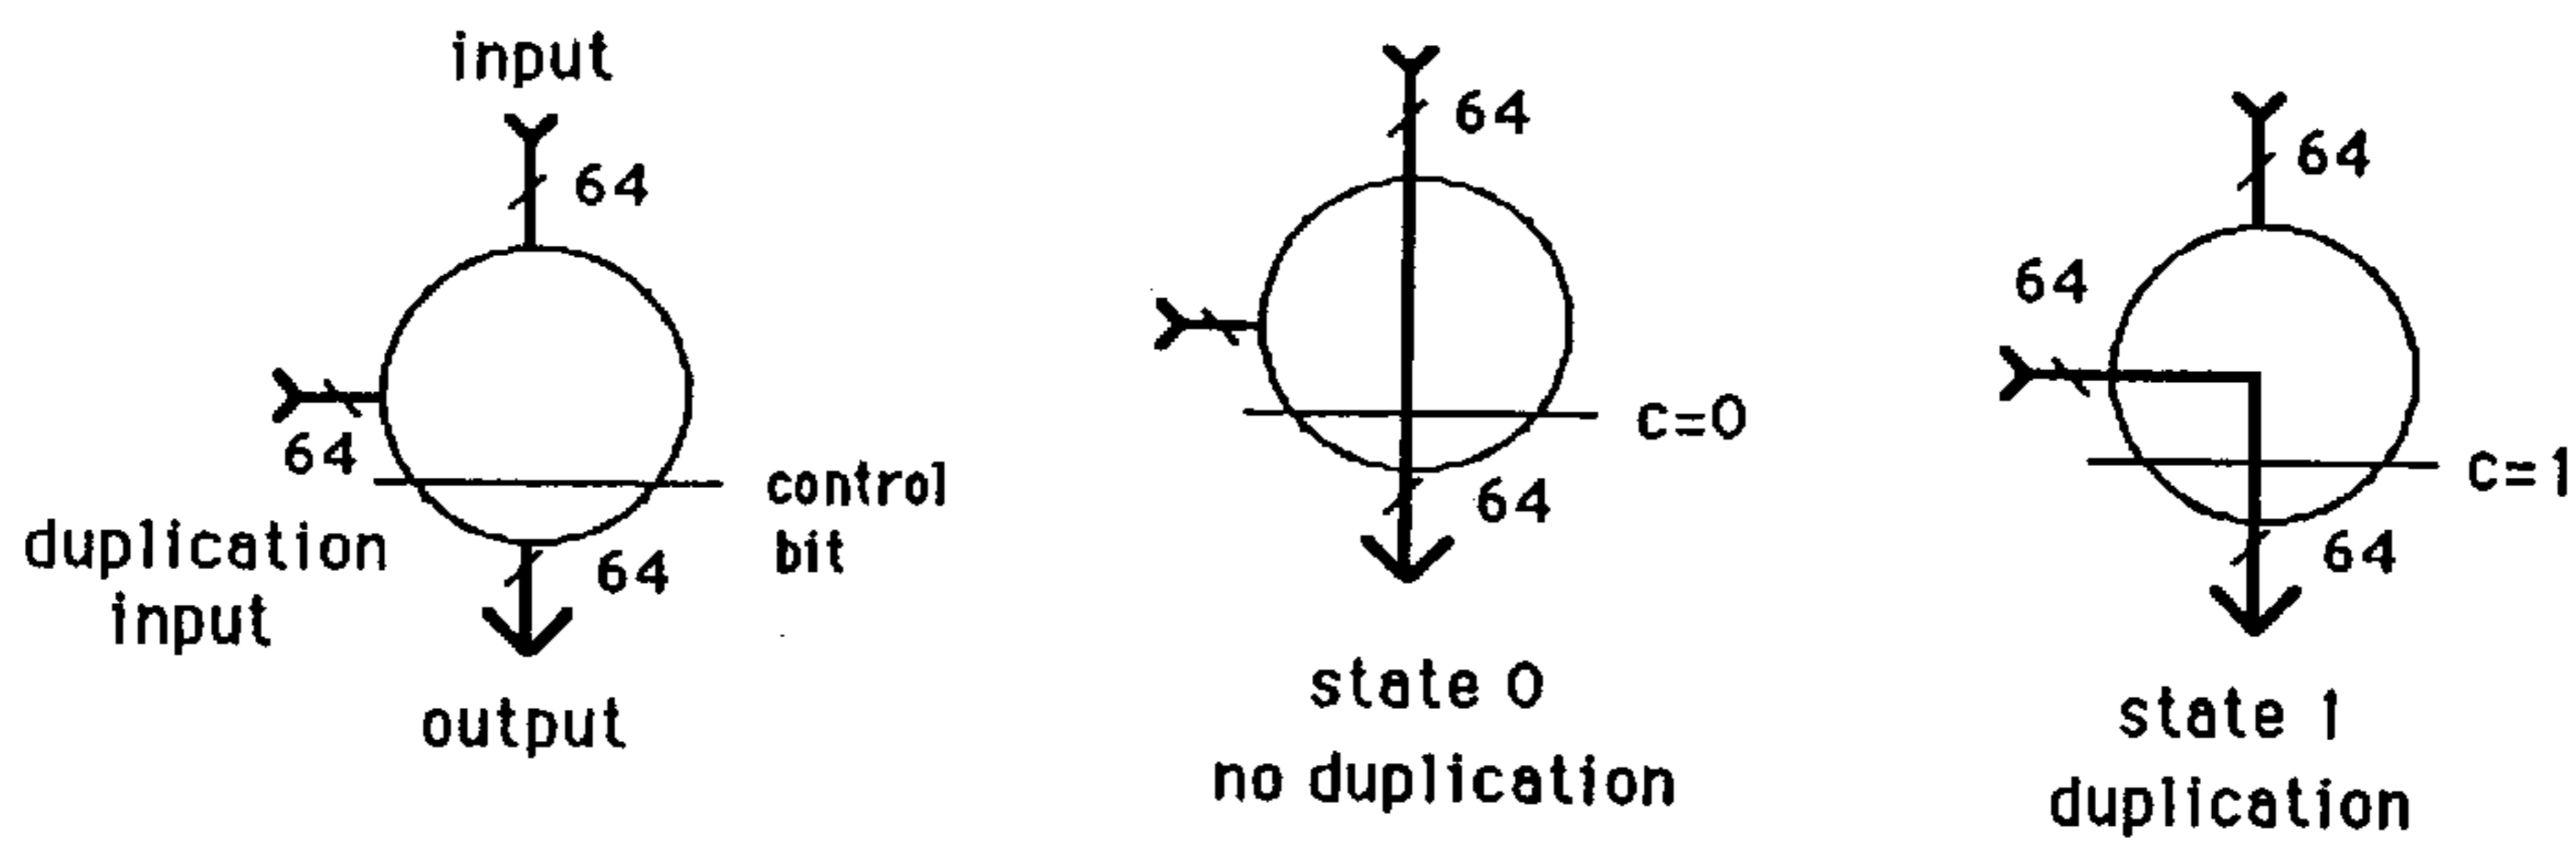 input
64
64
duplication
input
control
bit
64
output
64
c=0
64
state 0
no duplication
64
64
c=1
64
state 1
duplication